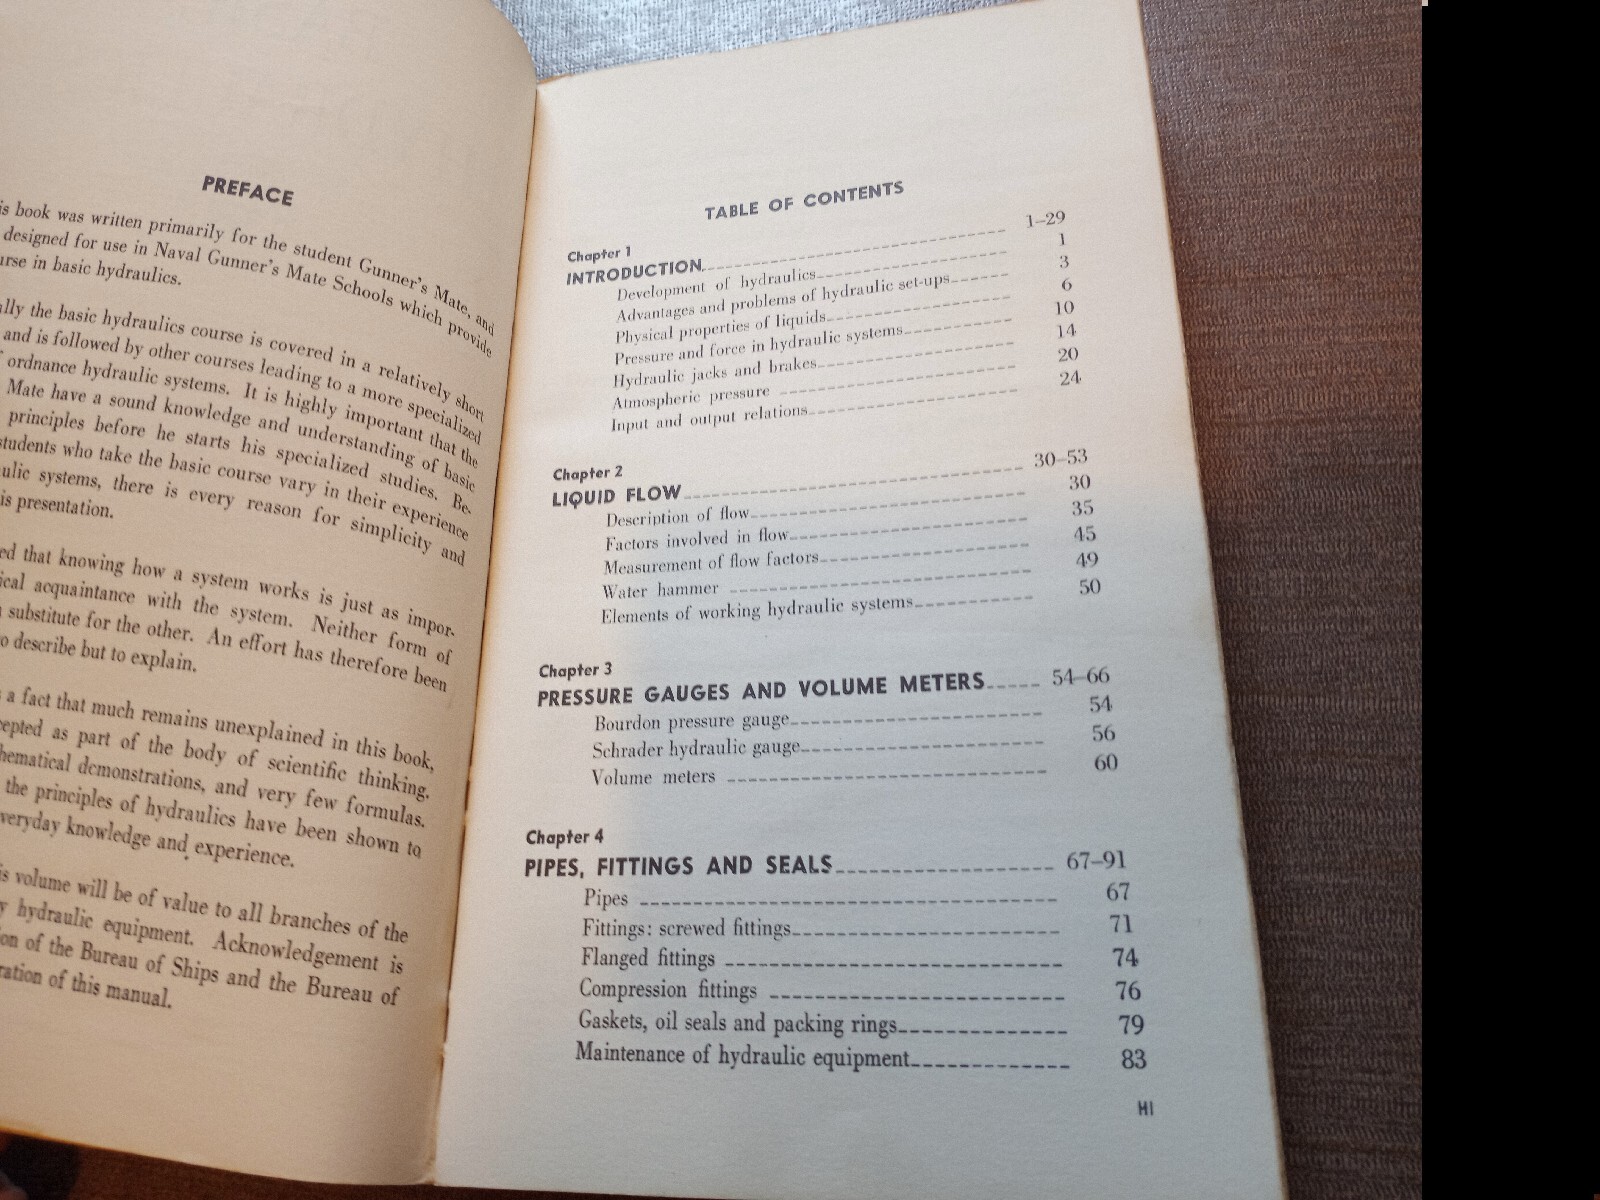 PREFACE
is book was written primarily for the student Gunner's Mate, and
designed for use in Naval Gunner's Mate Schools which provide
urse in basic hydraulics.
ally the basic hydraulics course is covered in a relatively short
and is followed by other courses leading to a more specialized
ordnance hydraulic systems. It is highly important that the
Mate have a sound knowledge and understanding of basic
principles before he starts his specialized studies. Be-
students who take the basic course vary in their experience
ulic systems, there is every reason for simplicity and
is presentation.
ed that knowing how a system works is just as impor-
ical acquaintance with the system. Neither form of
substitute for the other. An effort has therefore been
o describe but to explain.
a fact that much remains unexplained in this book,
cepted as part of the body of scientific thinking.
hematical demonstrations, and very few formulas.
the principles of hydraulics have been shown to
veryday knowledge and experience.
is volume will be of value to all branches of the
y hydraulic equipment. Acknowledgement is
on of the Bureau of Ships and the Bureau of
ration of this manual.
TABLE OF CONTENTS
Chapter 1
INTRODUCTION 1–29
Development of hydraulics 1
Advantages and problems of hydraulic set-ups 3
Physical properties of liquids 6
Pressure and force in hydraulic systems 10
Hydraulic jacks and brakes 14
Atmospheric pressure 20
Input and output relations 24
Chapter 2
LIQUID FLOW 30–53
Description of flow 30
Factors involved in flow 35
Measurement of flow factors 45
Water hammer 49
Elements of working hydraulic systems 50
Chapter 3
PRESSURE GAUGES AND VOLUME METERS 54–66
Bourdon pressure gauge 54
Schrader hydraulic gauge 56
Volume meters 60
Chapter 4
PIPES, FITTINGS AND SEALS 67–91
Pipes 67
Fittings: screwed fittings 71
Flanged fittings 74
Compression fittings 76
Gaskets, oil seals and packing rings 79
Maintenance of hydraulic equipment 83